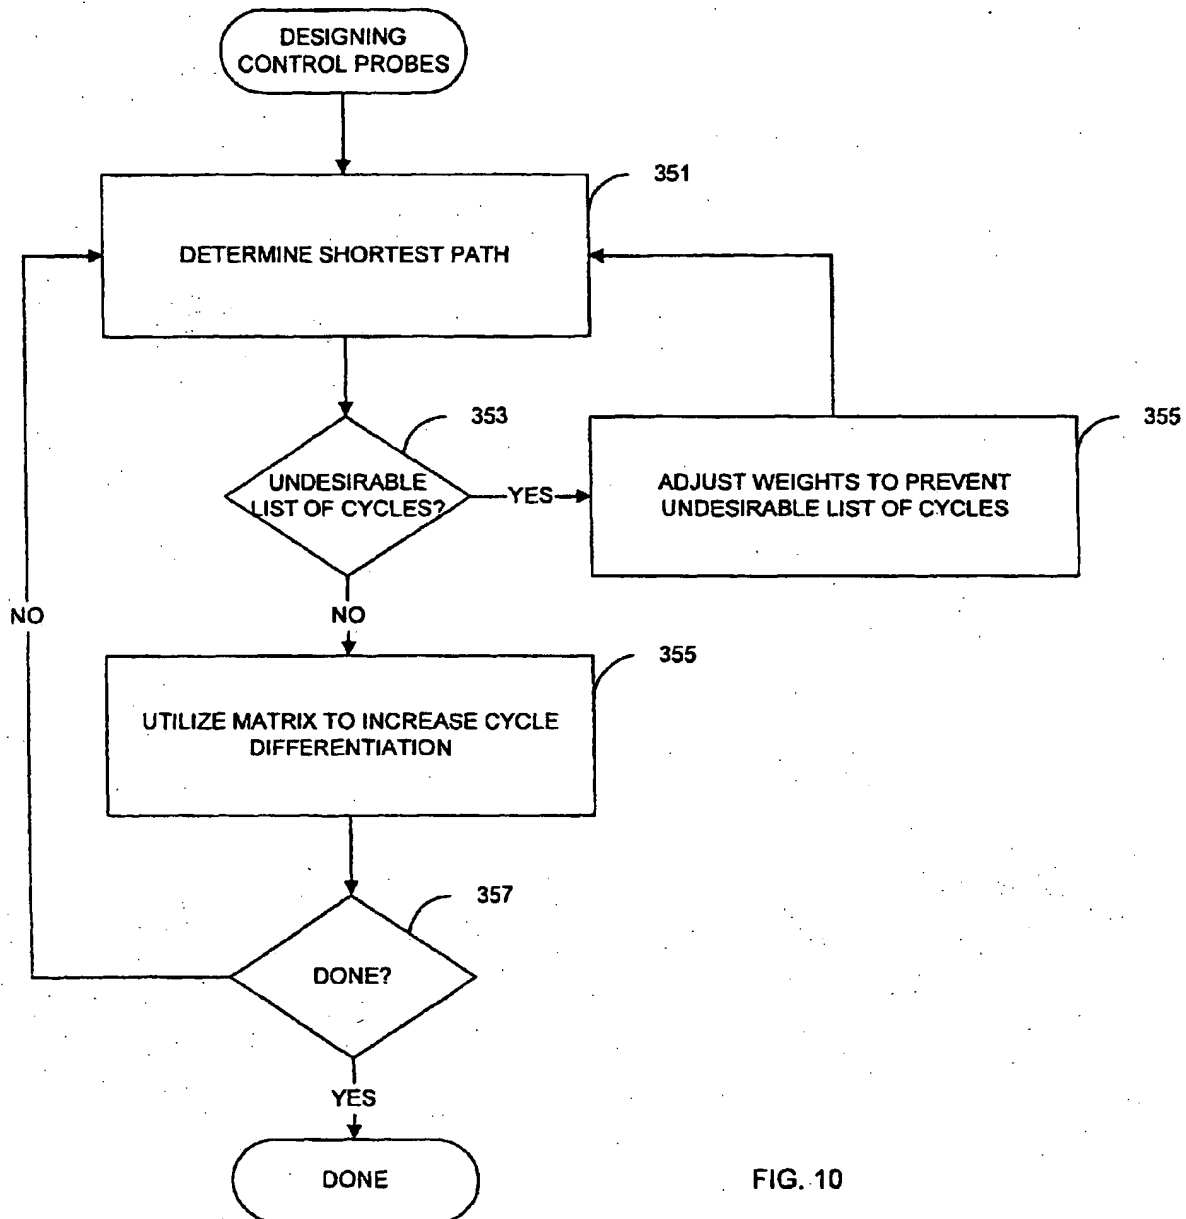 DESIGNING
CONTROL PROBES
351
DETERMINE SHORTEST PATH
353
355
UNDESIRABLE
LIST OF CYCLES?
YES
ADJUST WEIGHTS TO PREVENT
UNDESIRABLE LIST OF CYCLES
NO
NO
355
UTILIZE MATRIX TO INCREASE CYCLE
DIFFERENTIATION
357
DONE?
YES
DONE
FIG. 10